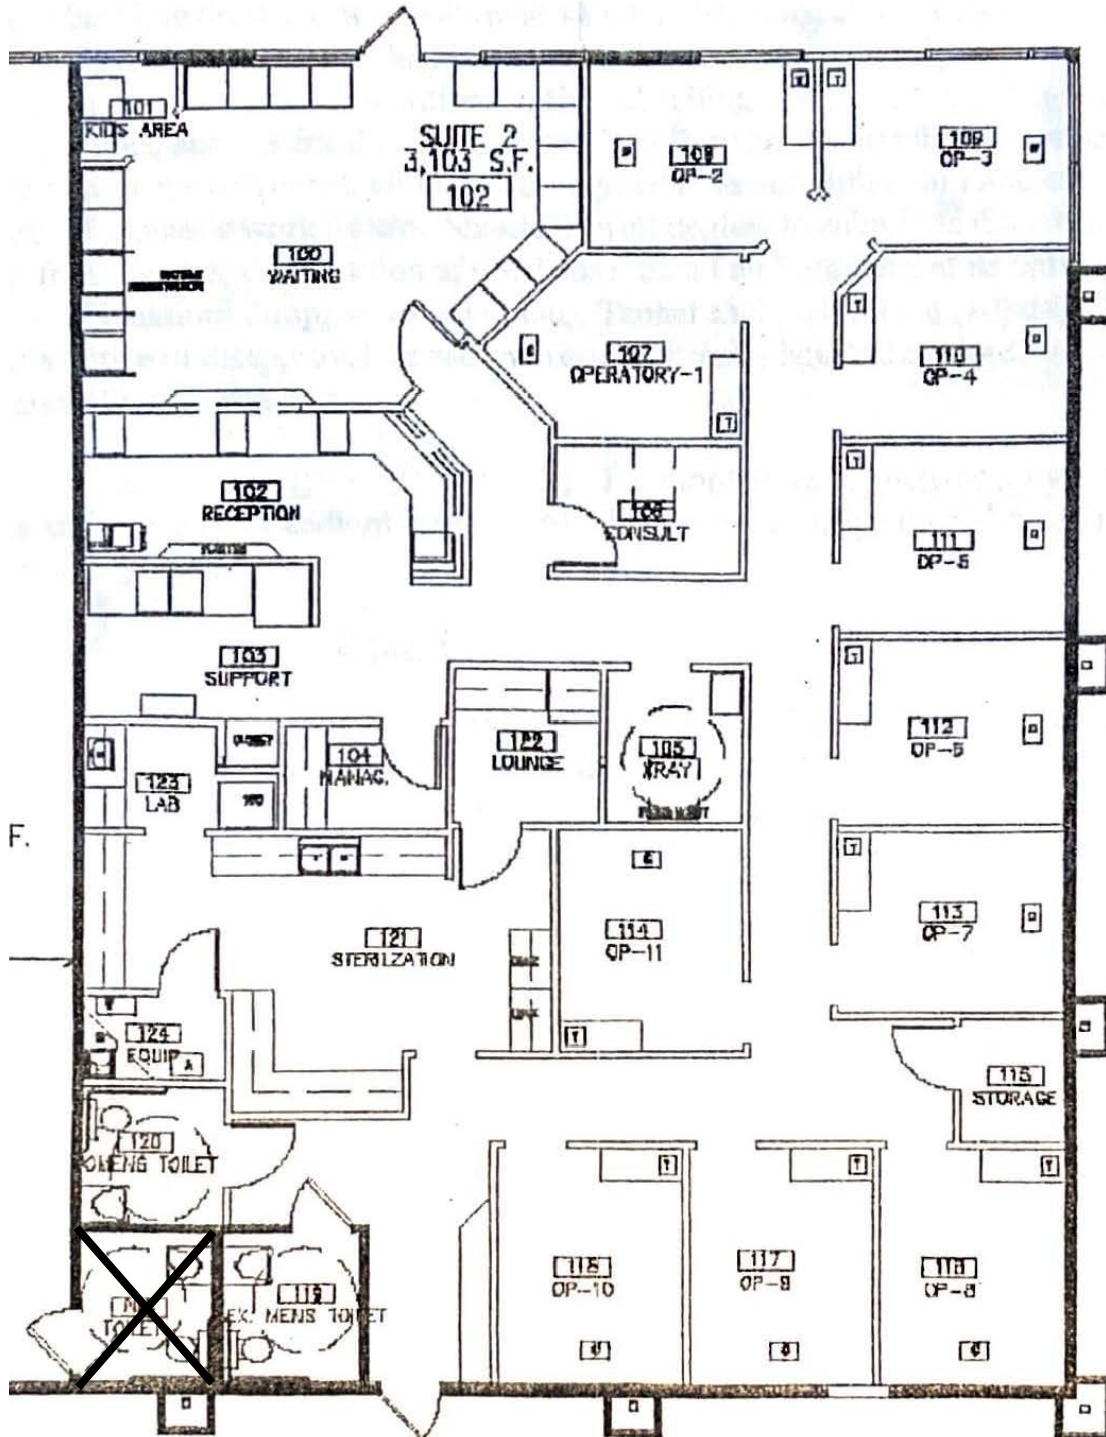 101
KIDS AREA
SUITE 2
3,103 S.F.
102
108
OP-2
109
OP-3
100
WAITING
107
OPERATORY-1
110
OP-4
102
RECEPTION
CONSULT
111
OP-5
103
SUPPORT
104
MANAG.
122
LOUNGE
105
XRAY
112
OP-6
123
LAB
F.
114
OP-11
113
OP-7
121
STERILZATION
124
EQUIP
A
115
STORAGE
120
TOILET
116
OP-10
117
OP-9
OP-8
119
EX. MENS TOILET
TOILET